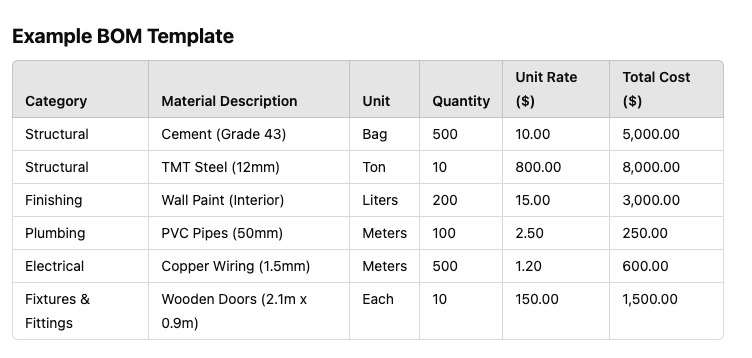 Example BOM Template
Category Material Description Unit Quantity Unit Rate ($) Total Cost ($)
Structural Cement (Grade 43) Bag 500 10.00 5,000.00
Structural TMT Steel (12mm) Ton 10 800.00 8,000.00
Finishing Wall Paint (Interior) Liters 200 15.00 3,000.00
Plumbing PVC Pipes (50mm) Meters 100 2.50 250.00
Electrical Copper Wiring (1.5mm) Meters 500 1.20 600.00
Fixtures & Fittings Wooden Doors (2.1m x 0.9m) Each 10 150.00 1,500.00